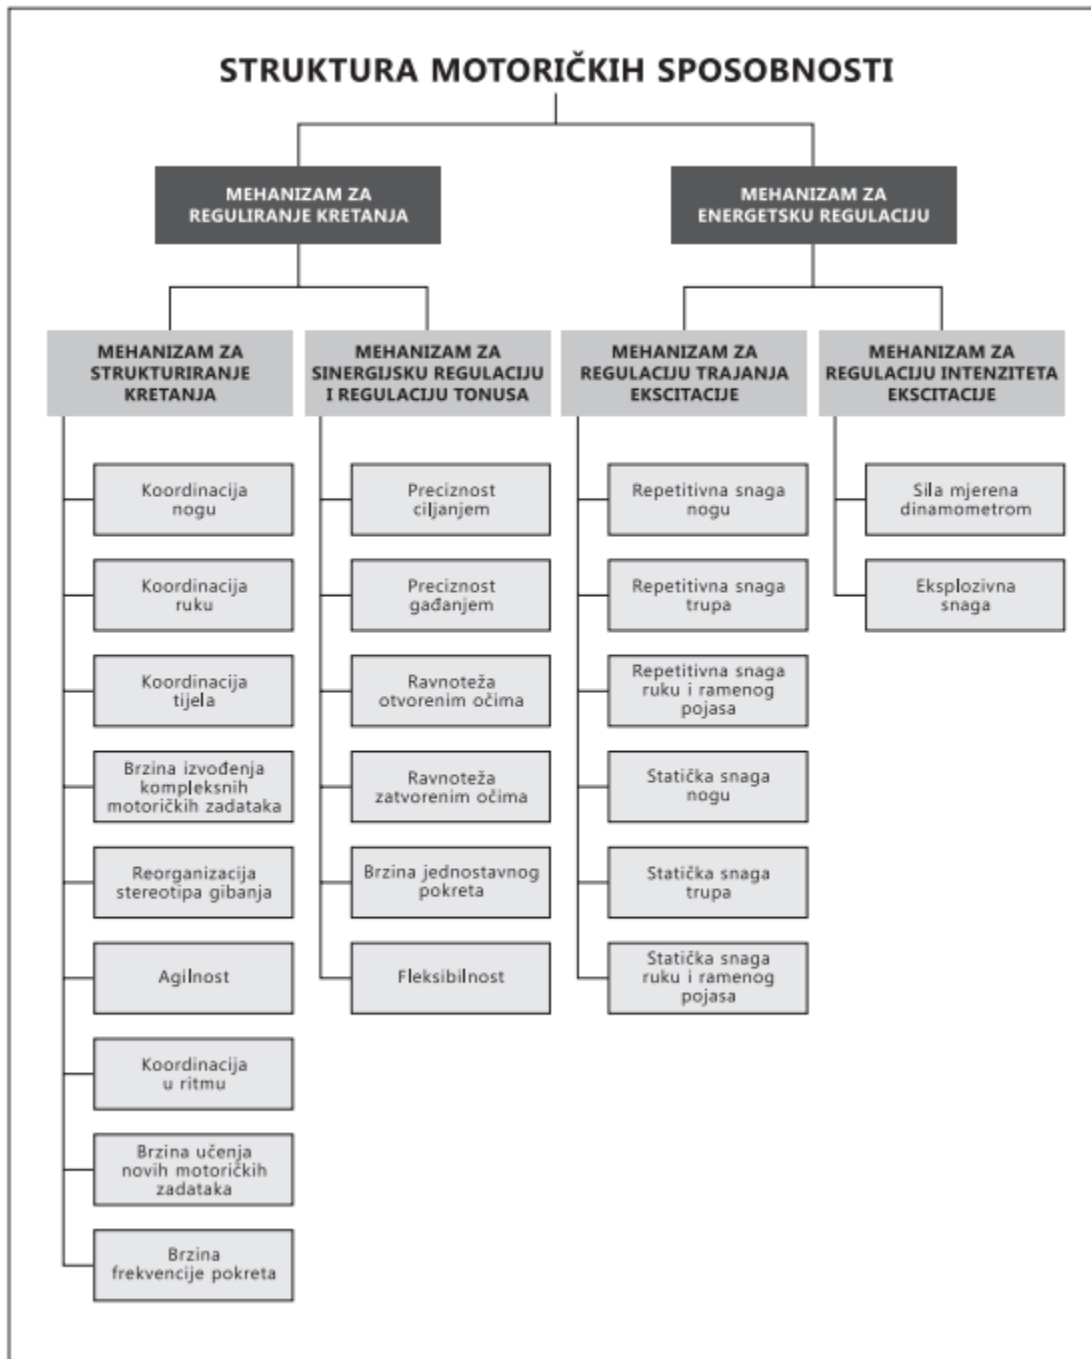 STRUKTURA MOTORIČKIH SPOSOBNOSTI
MEHANIZAM ZA
REGULIRANJE KRETANJA
MEHANIZAM ZA
ENERGETSKU REGULACIJU
MEHANIZAM ZA
STRUKTURIRANJE
KRETANJA
MEHANIZAM ZA
SINERGIJSKU REGULACIJU
I REGULACIJU TONUSA
MEHANIZAM ZA
REGULACIJU TRAJANJA
EKSCITACIJE
MEHANIZAM ZA
REGULACIJU INTENZITETA
EKSCITACIJE
Koordinacija
nogu
Koordinacija
ruku
Koordinacija
tijela
Brzina izvođenja
kompleksnih
motoričkih zadataka
Reorganizacija
stereotipa gibanja
Agilnost
Koordinacija
u ritmu
Brzina učenja
novih motoričkih
zadataka
Brzina
frekvencije pokreta
Preciznost
ciljanjem
Preciznost
gađanjem
Ravnoteža
otvorenim očima
Ravnoteža
zatvorenim očima
Brzina jednostavnog
pokreta
Fleksibilnost
Repetitivna snaga
nogu
Repetitivna snaga
trupa
Repetitivna snaga
ruku i ramenog
pojasa
Statička snaga
nogu
Statička snaga
trupa
Statička snaga
ruku i ramenog
pojasa
Sila mjerena
dinamometrom
Eksplozivna
snaga